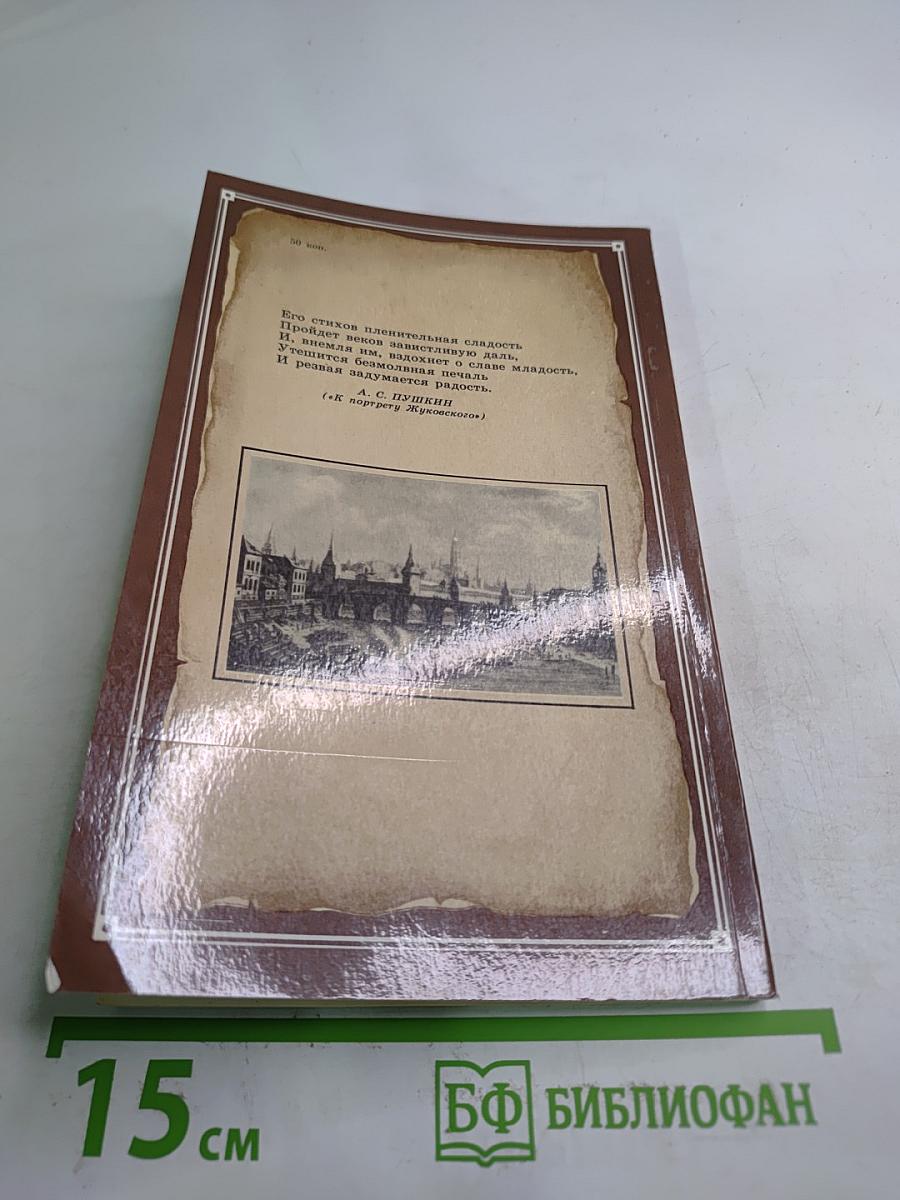 50 коп.
Его стихов пленительная сладость
Пройдет веков завистливую даль,
И, внемля им, вздохнет о славе младость,
Утешится безмолвная печаль
И резвая задумается радость.
А. С. ПУШКИН
(«К портрету Жуковского»)
15 см
БФ БИБЛИОФАН